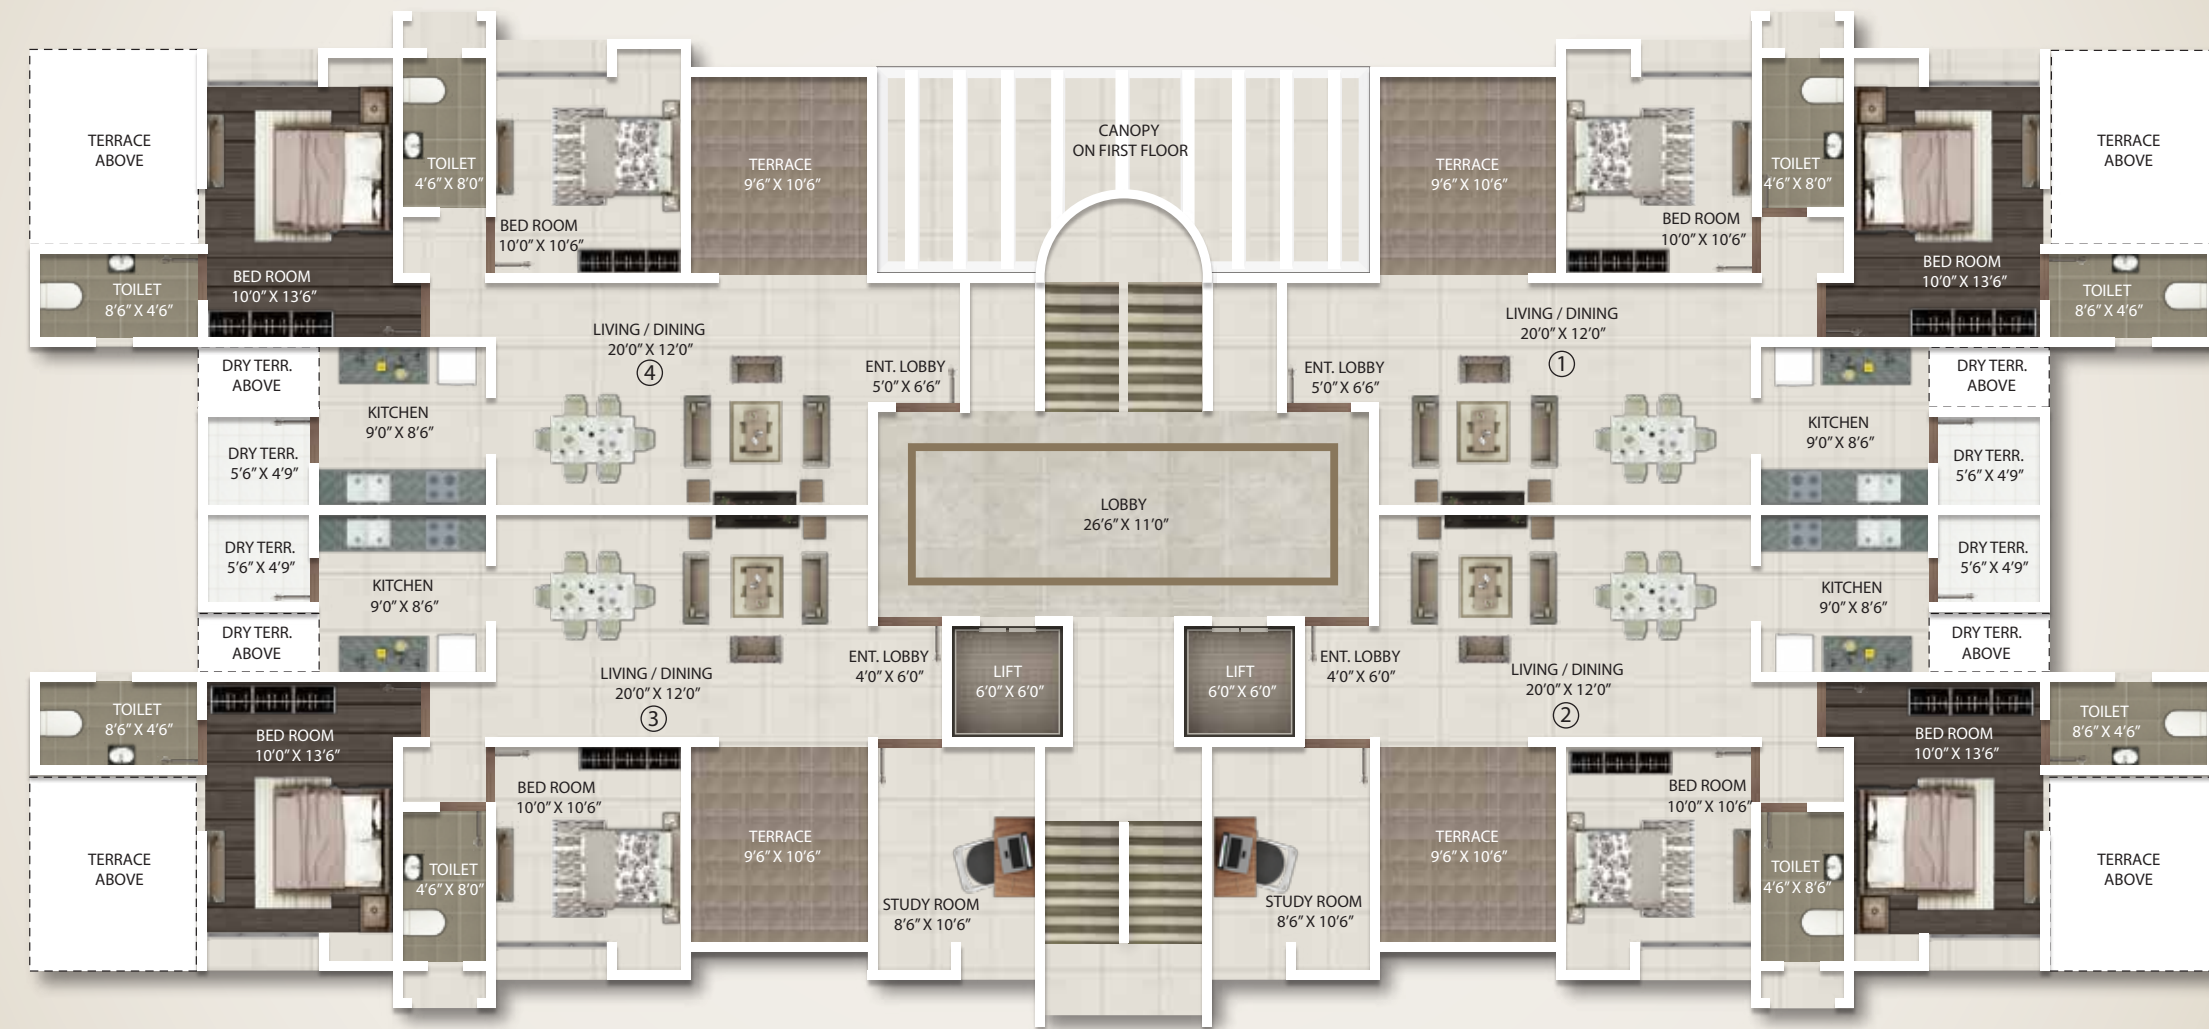 TERRACE
ABOVE
TOILET
4'6" X 8'0"
BED ROOM
10'0" X 10'6"
TERRACE
9'6" X 10'6"
CANOPY
ON FIRST FLOOR
TERRACE
9'6" X 10'6"
BED ROOM
10'0" X 10'6"
TOILET
4'6" X 8'0"
TERRACE
ABOVE
TOILET
8'6" X 4'6"
BED ROOM
10'0" X 13'6"
LIVING / DINING
20'0" X 12'0"
4
ENT. LOBBY
5'0" X 6'6"
ENT. LOBBY
5'0" X 6'6"
LIVING / DINING
20'0" X 12'0"
1
BED ROOM
10'0" X 13'6"
TOILET
8'6" X 4'6"
DRY TERR.
ABOVE
KITCHEN
9'0" X 8'6"
DRY TERR.
5'6" X 4'9"
LOBBY
26'6" X 11'0"
KITCHEN
9'0" X 8'6"
DRY TERR.
ABOVE
DRY TERR.
5'6" X 4'9"
DRY TERR.
5'6" X 4'9"
KITCHEN
9'0" X 8'6"
DRY TERR.
ABOVE
KITCHEN
9'0" X 8'6"
DRY TERR.
5'6" X 4'9"
DRY TERR.
ABOVE
TOILET
8'6" X 4'6"
BED ROOM
10'0" X 13'6"
LIVING / DINING
20'0" X 12'0"
3
ENT. LOBBY
4'0" X 6'0"
LIFT
6'0" X 6'0"
LIFT
6'0" X 6'0"
ENT. LOBBY
4'0" X 6'0"
LIVING / DINING
20'0" X 12'0"
2
BED ROOM
10'0" X 13'6"
TOILET
8'6" X 4'6"
TERRACE
ABOVE
TOILET
4'6" X 8'0"
BED ROOM
10'0" X 10'6"
TERRACE
9'6" X 10'6"
STUDY ROOM
8'6" X 10'6"
STUDY ROOM
8'6" X 10'6"
TERRACE
9'6" X 10'6"
BED ROOM
10'0" X 10'6"
TOILET
4'6" X 8'6"
TERRACE
ABOVE